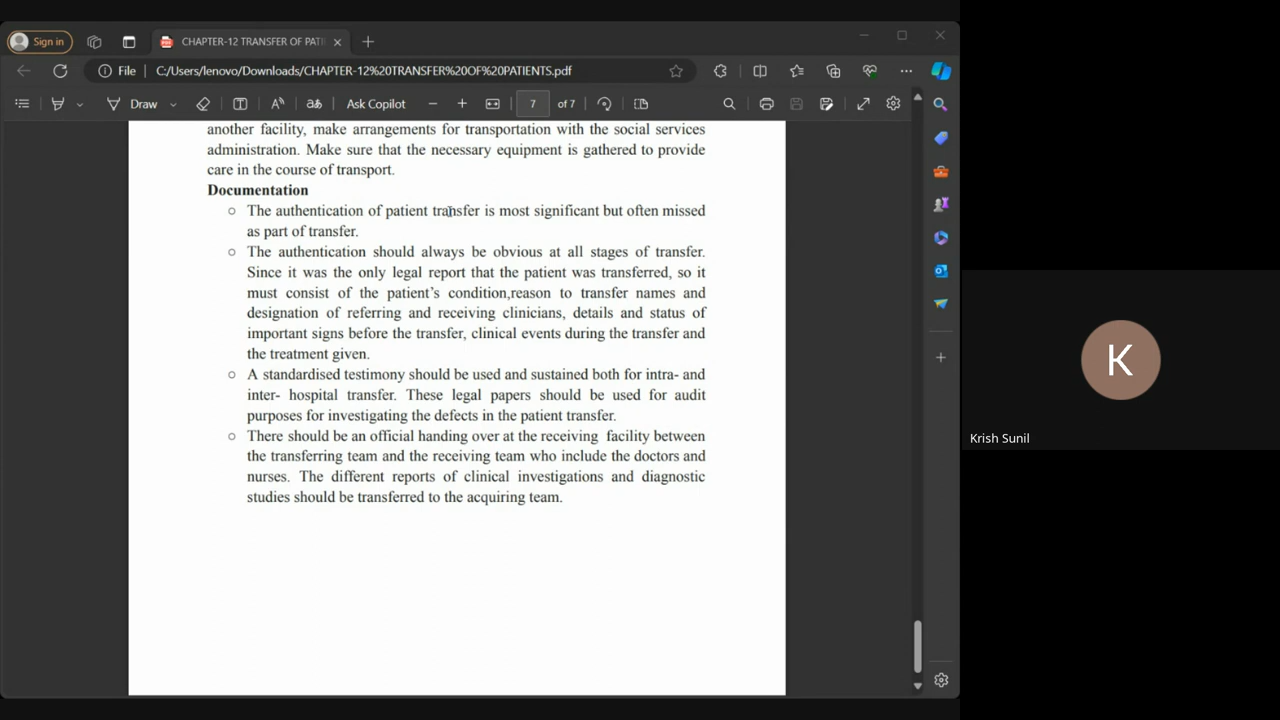 Sign in
CHAPTER-12 TRANSFER OF PATI
File
C:/Users/lenovo/Downloads/CHAPTER-12%20TRANSFER%20OF%20PATIENTS.pdf
Draw
Ask Copilot
7
of 7
another facility, make arrangements for transportation with the social services
administration. Make sure that the necessary equipment is gathered to provide
care in the course of transport.
Documentation
The authentication of patient transfer is most significant but often missed
as part of transfer.
The authentication should always be obvious at all stages of transfer.
Since it was the only legal report that the patient was transferred, so it
must consist of the patient's condition,reason to transfer names and
designation of referring and receiving clinicians, details and status of
important signs before the transfer, clinical events during the transfer and
the treatment given.
A standardised testimony should be used and sustained both for intra- and
inter- hospital transfer. These legal papers should be used for audit
purposes for investigating the defects in the patient transfer.
There should be an official handing over at the receiving  facility between
the transferring team and the receiving team who include the doctors and
nurses. The different reports of clinical investigations and diagnostic
studies should be transferred to the acquiring team.
K
Krish Sunil